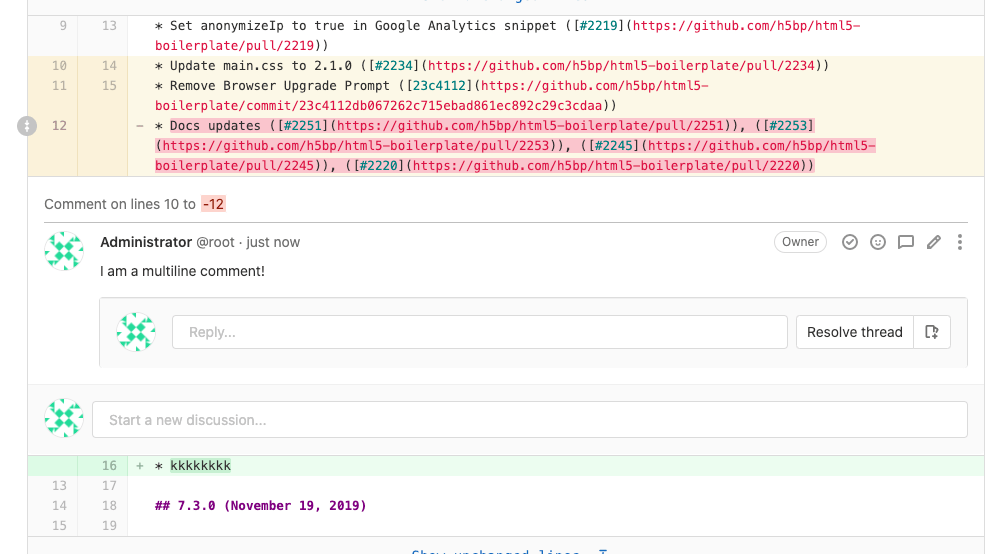 9 13 * Set anonymizeIp to true in Google Analytics snippet ([#2219](https://github.com/h5bp/html5-
boilerplate/pull/2219))
10 14 * Update main.css to 2.1.0 ([#2234](https://github.com/h5bp/html5-boilerplate/pull/2234))
11 15 * Remove Browser Upgrade Prompt ([23c4112](https://github.com/h5bp/html5-
boilerplate/commit/23c4112db067262c715ebad861ec892c29c3cdaa))
12 - * Docs updates ([#2251](https://github.com/h5bp/html5-boilerplate/pull/2251)), ([#2253]
(https://github.com/h5bp/html5-boilerplate/pull/2253)), ([#2245](https://github.com/h5bp/html5-
boilerplate/pull/2245)), ([#2220](https://github.com/h5bp/html5-boilerplate/pull/2220))
Comment on lines 10 to -12
Administrator @root · just now Owner
I am a multiline comment!
Reply... Resolve thread
Start a new discussion...
16 + * kkkkkkkk
13 17
14 18 ## 7.3.0 (November 19, 2019)
15 19
Show unchanged lines